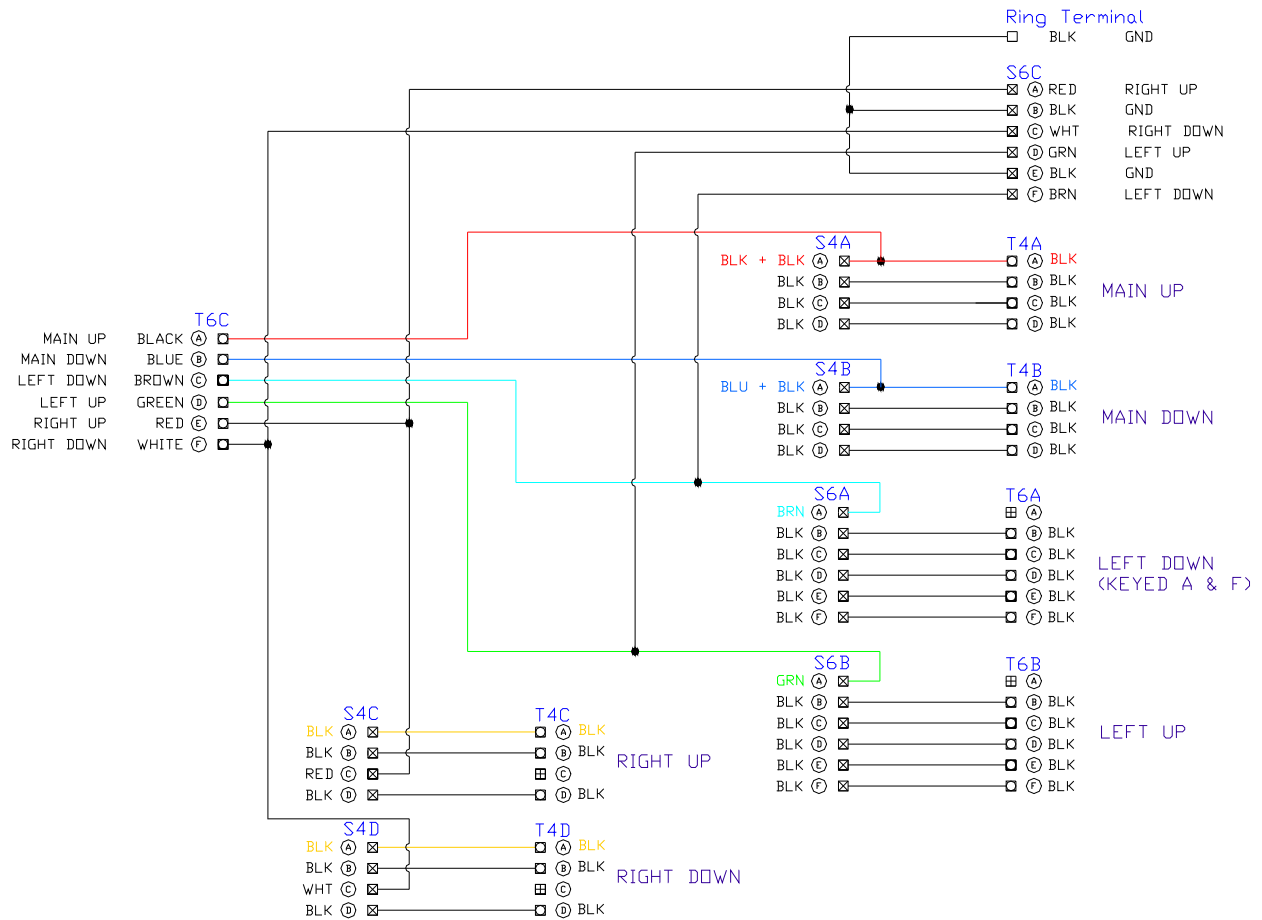 Ring Terminal
BLK GND
S6C
A RED RIGHT UP
B BLK GND
C WHT RIGHT DOWN
D GRN LEFT UP
E BLK GND
F BRN LEFT DOWN
S4A T4A
BLK + BLK A A BLK
BLK B B BLK
MAIN UP
BLK C C BLK
BLK D D BLK
T6C
MAIN UP BLACK A
MAIN DOWN BLUE B
LEFT DOWN BROWN C
LEFT UP GREEN D
RIGHT UP RED E
RIGHT DOWN WHITE F
S4B T4B
BLU + BLK A A BLK
BLK B B BLK
MAIN DOWN
BLK C C BLK
BLK D D BLK
S6A T6A
BRN A A
BLK B B BLK
BLK C C BLK
LEFT DOWN
BLK D D BLK
(KEYED A & F)
BLK E E BLK
BLK F F BLK
S6B T6B
GRN A A
BLK B B BLK
BLK C C BLK
LEFT UP
BLK D D BLK
BLK E E BLK
BLK F F BLK
S4C T4C
BLK A A BLK
BLK B B BLK
RIGHT UP
RED C C
BLK D D BLK
S4D T4D
BLK A A BLK
BLK B B BLK
RIGHT DOWN
WHT C C
BLK D D BLK